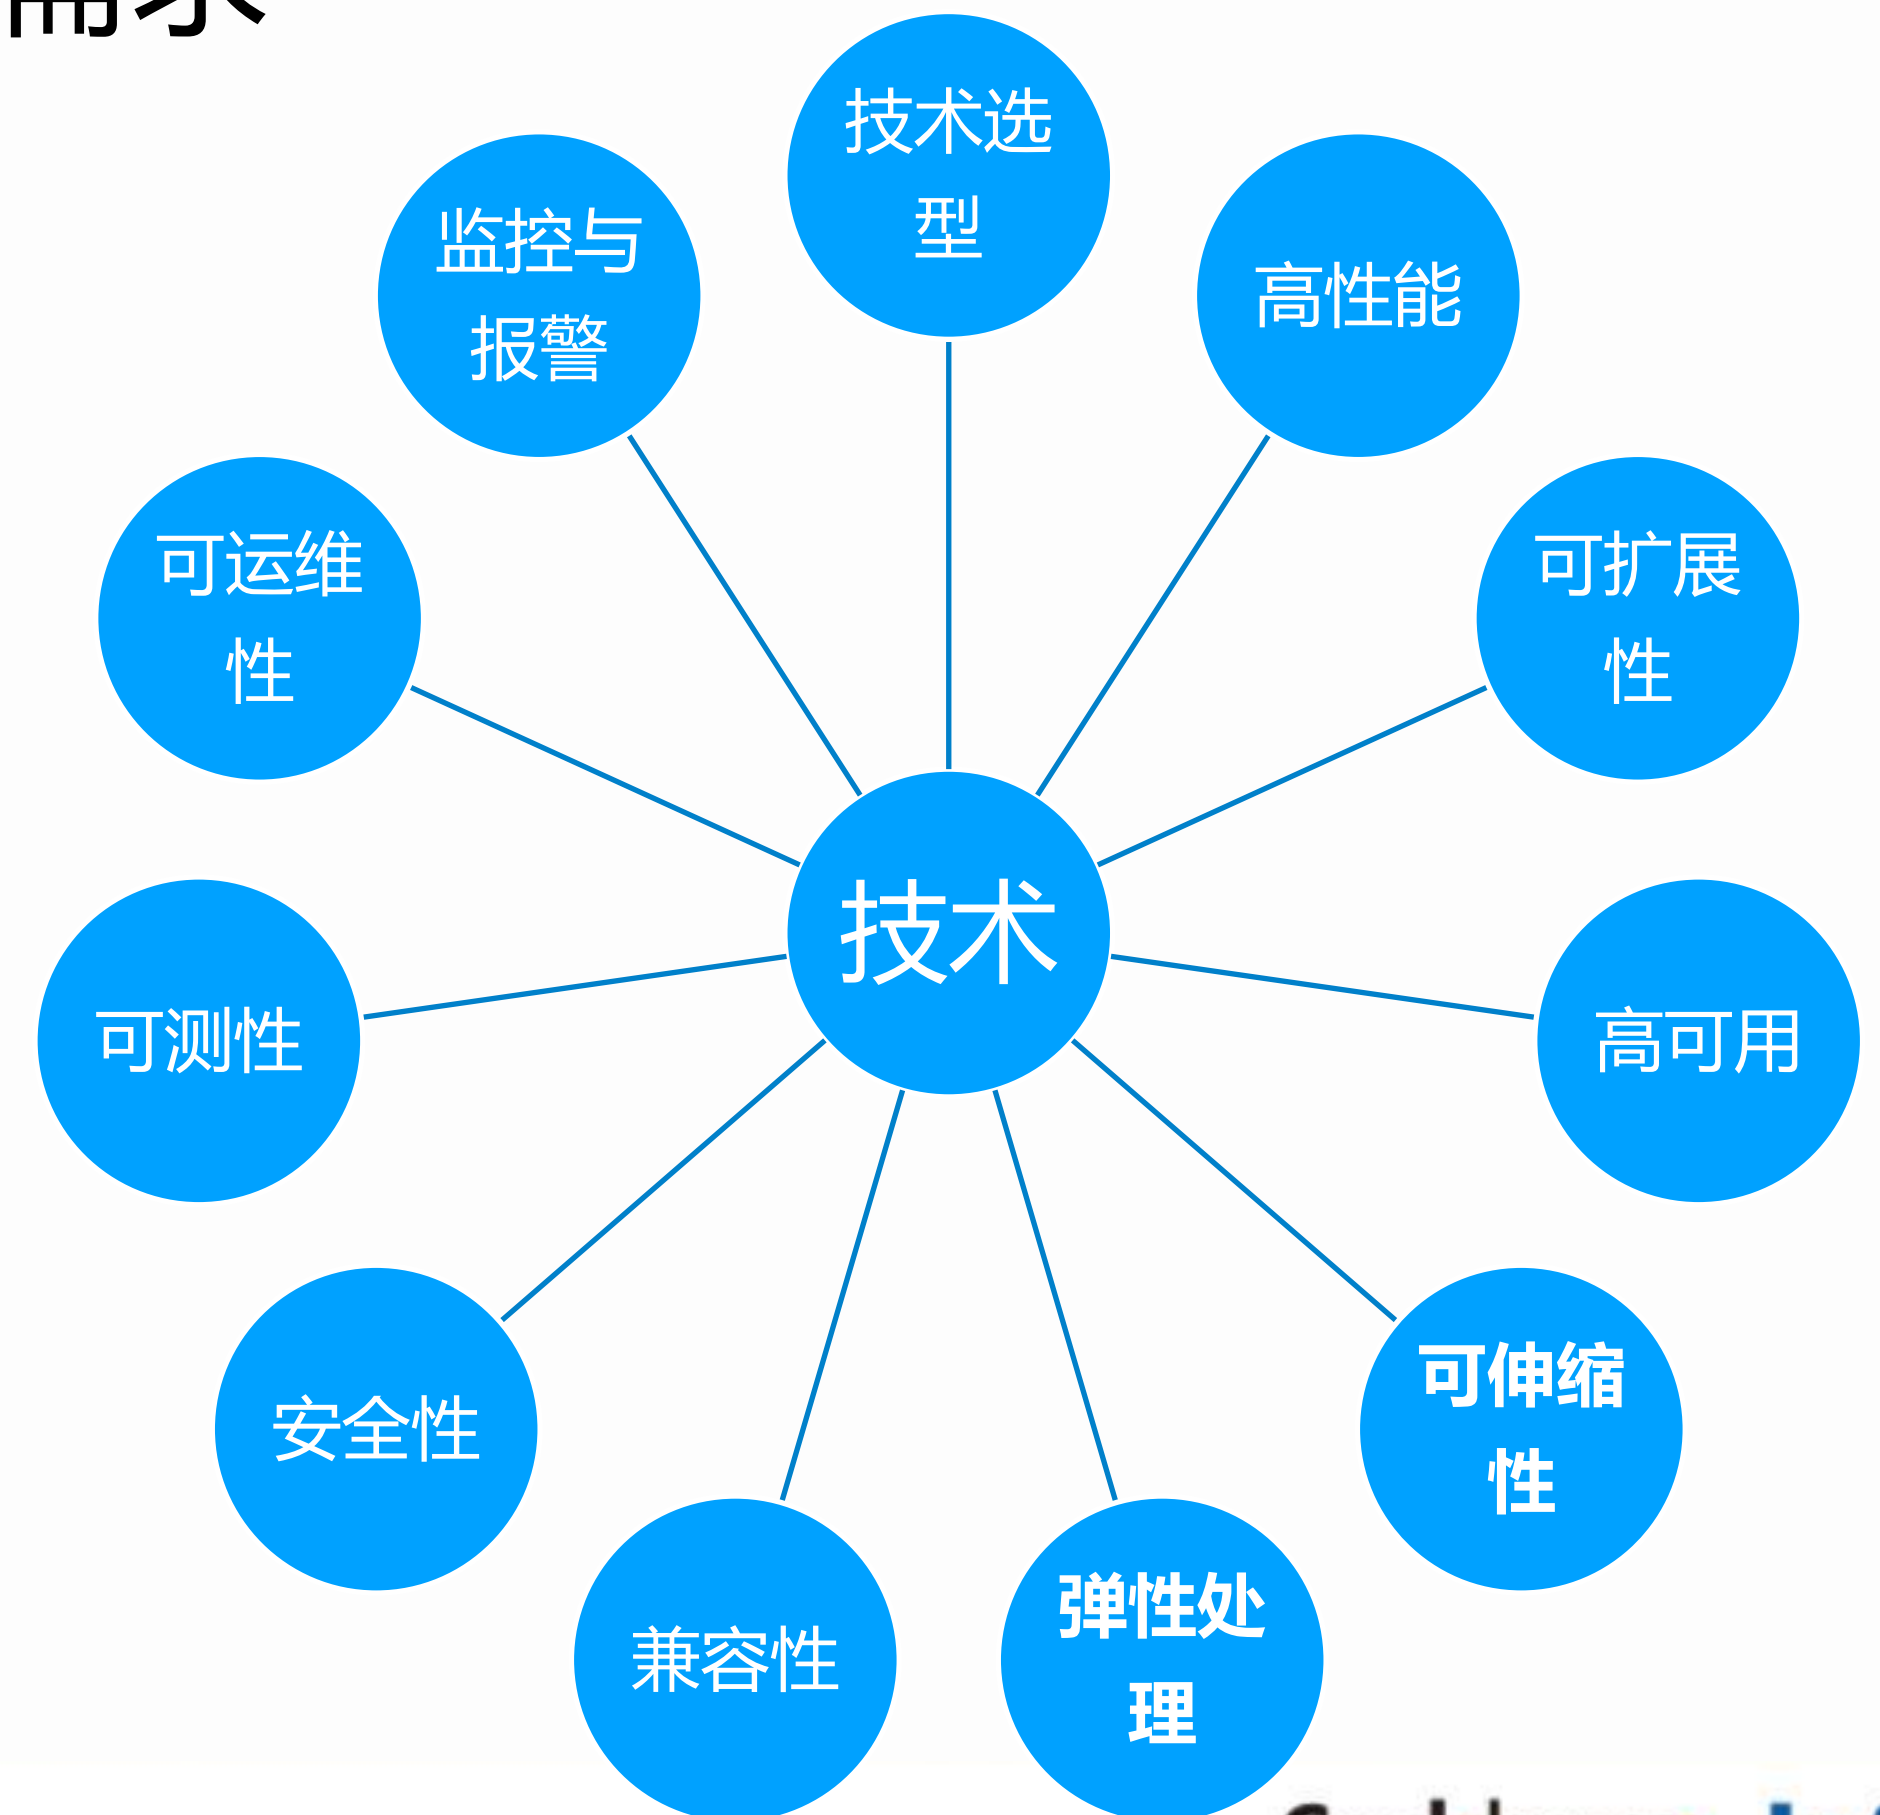 需求
技术选
型
监控与
报警
高性能
可运维
性
可扩展
性
技术
可测性
高可用
安全性
可伸缩
性
兼容性
弹性处
理